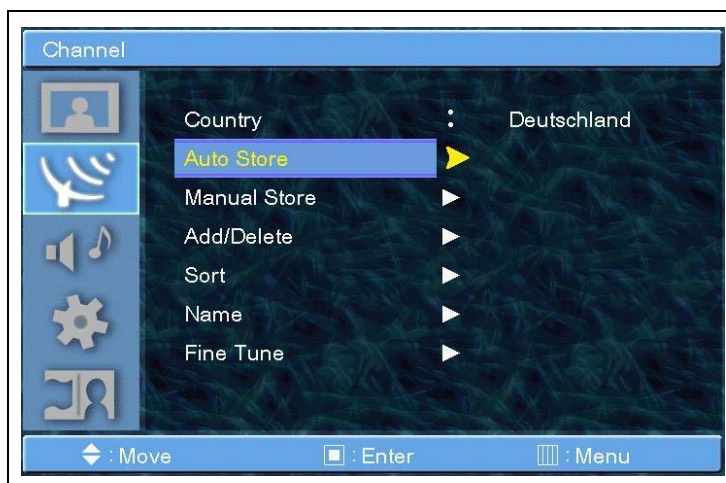 Channel
Country : Deutschland
Auto Store
Manual Store
Add/Delete
Sort
Name
Fine Tune
: Move : Enter : Menu